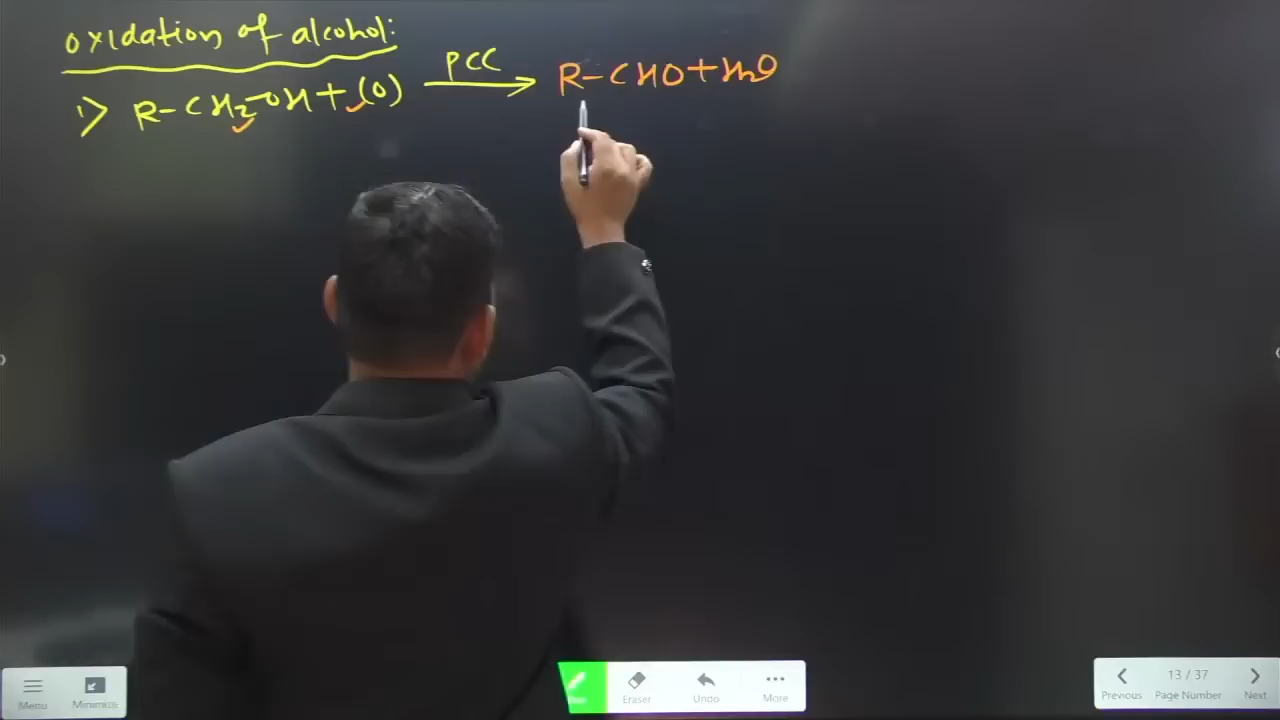 oxidation of alcohol:
1> R-CH2-OH + (O) PCC R-CHO + H2O
Menu
Minimize
Eraser
Undo
More
Previous
13 / 37
Page Number
Next